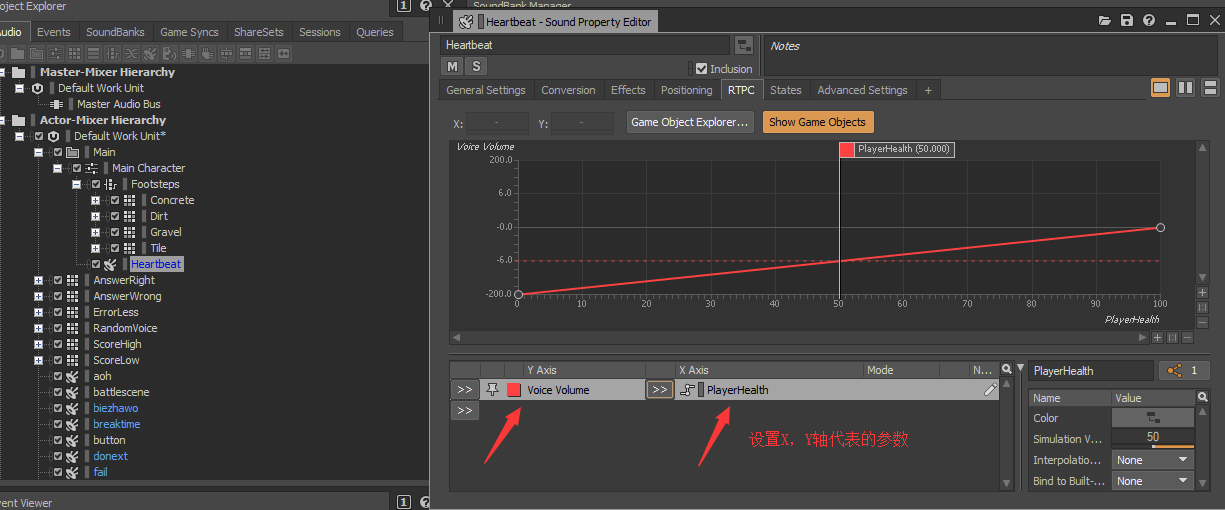 oject Explorer
1
SoundBank Manager
udio Events SoundBanks Game Syncs ShareSets Sessions Queries
Master-Mixer Hierarchy
Default Work Unit
Master Audio Bus
Actor-Mixer Hierarchy
Default Work Unit*
Main
Main Character
Footsteps
Concrete
Dirt
Gravel
Tile
Heartbeat
AnswerRight
AnswerWrong
ErrorLess
RandomVoice
ScoreHigh
ScoreLow
aoh
battlescene
biezhawo
breaktime
button
donext
fail
vent Viewer
1
Heartbeat - Sound Property Editor
Heartbeat
Notes
M S
Inclusion
General Settings Conversion Effects Positioning RTPC States Advanced Settings +
X: - Y: - Game Object Explorer... Show Game Objects
Voice Volume
PlayerHealth (50.000)
200.0
6.0
-0.0
-6.0
-200.0
0 10 20 30 40 50 60 70 80 90 100
PlayerHealth
Y Axis X Axis Mode N...
>> Voice Volume >> PlayerHealth
>>
设置X，Y轴代表的参数
PlayerHealth 1
Name Value
Color
Simulation V... 50
Interpolatio... None
Bind to Built-... None